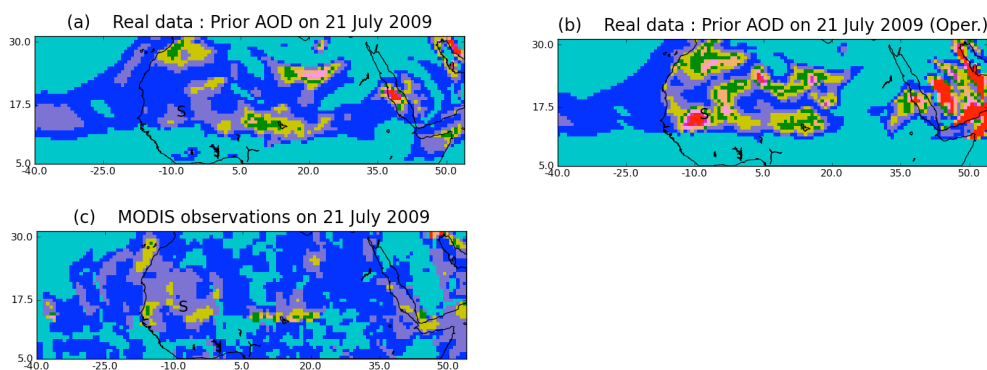 (a) Real data : Prior AOD on 21 July 2009
30.0
17.5
5.0
S
-40.0 -25.0 -10.0 5.0 20.0 35.0 50.0
(b) Real data : Prior AOD on 21 July 2009 (Oper.)
30.0
17.5
5.0
S
-40.0 -25.0 -10.0 5.0 20.0 35.0 50.0
(c) MODIS observations on 21 July 2009
30.0
17.5
5.0
S
-40.0 -25.0 -10.0 5.0 20.0 35.0 50.0